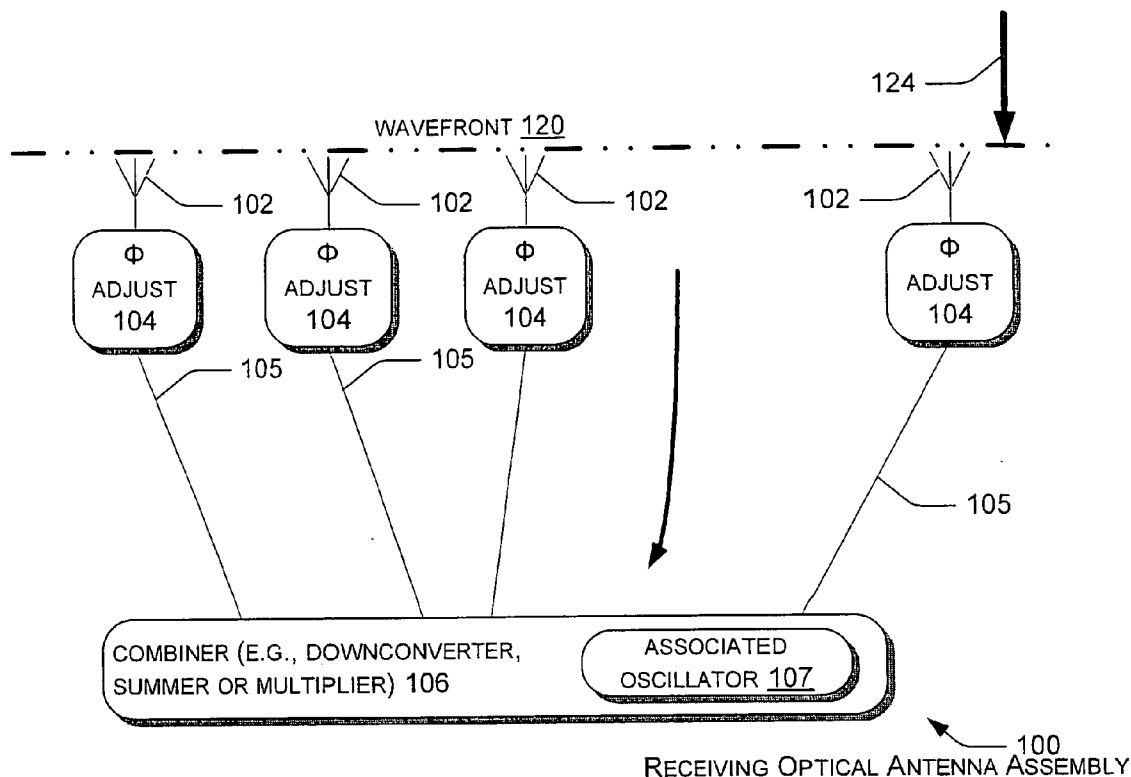 124
WAVEFRONT 120
102
102
102
102
Φ
ADJUST
104
Φ
ADJUST
104
Φ
ADJUST
104
Φ
ADJUST
104
105
105
105
COMBINER (E.G., DOWNCONVERTER,
SUMMER OR MULTIPLIER) 106
ASSOCIATED
OSCILLATOR 107
100
RECEIVING OPTICAL ANTENNA ASSEMBLY